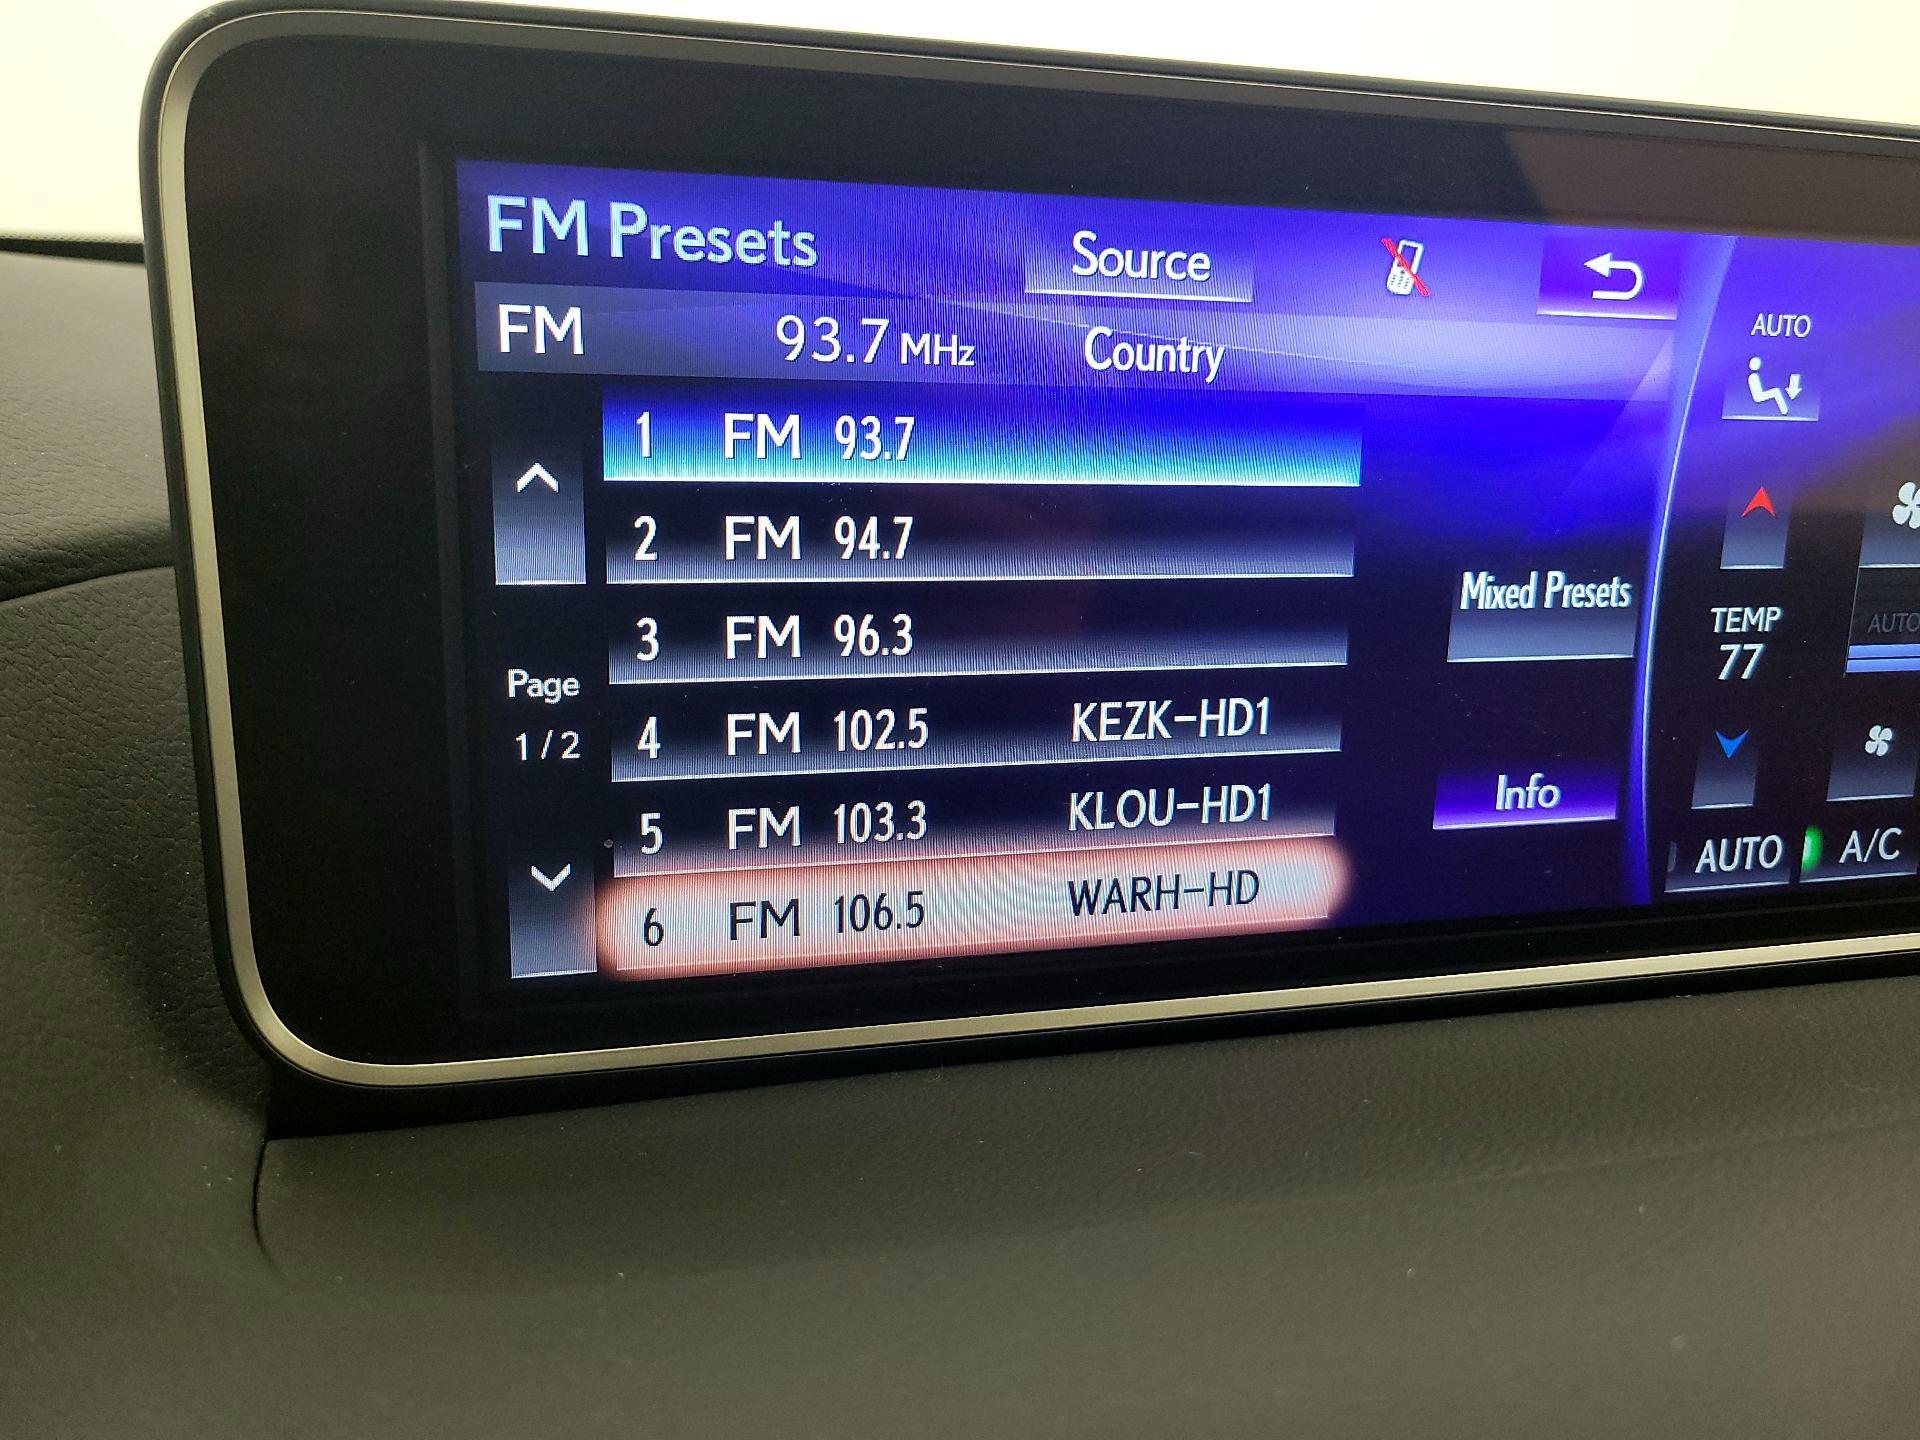 FM Presets
Source
FM 93.7 MHz Country
1 FM 93.7
2 FM 94.7
3 FM 96.3
4 FM 102.5 KEZK-HD1
5 FM 103.3 KLOU-HD1
6 FM 106.5 WARH-HD
Page
1/2
Mixed Presets
Info
AUTO
TEMP
77
AUTO
AUTO
A/C